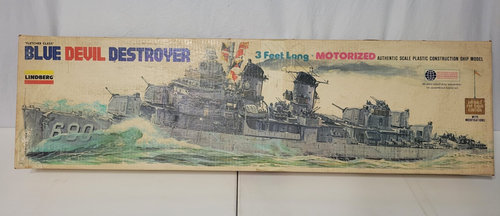 "FLETCHER CLASS"
BLUE DEVIL DESTROYER
LINDBERG
3 Feet Long - MOTORIZED AUTHENTIC SCALE PLASTIC CONSTRUCTION SHIP MODEL
690